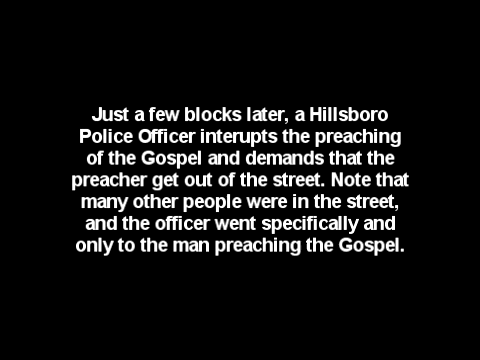 Just a few blocks later, a Hillsboro
Police Officer interupts the preaching
of the Gospel and demands that the
preacher get out of the street. Note that
many other people were in the street,
and the officer went specifically and
only to the man preaching the Gospel.